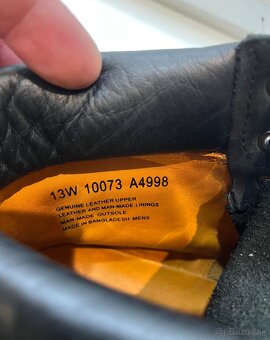 13W 10073 A4998
GENUINE LEATHER UPPER
LEATHER AND MAN-MADE LININGS
MAN-MADE OUTSOLE
MADE IN BANGLADESH .MENS